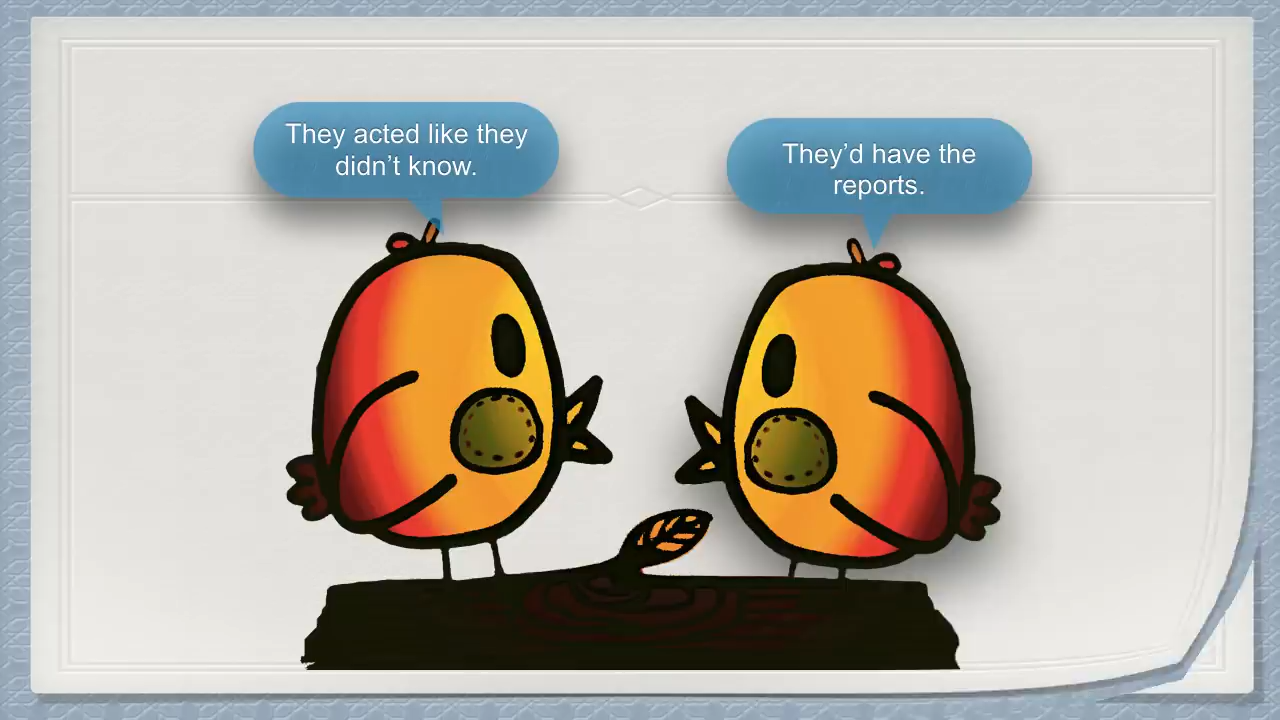 They acted like they
didn’t know.
They’d have the
reports.